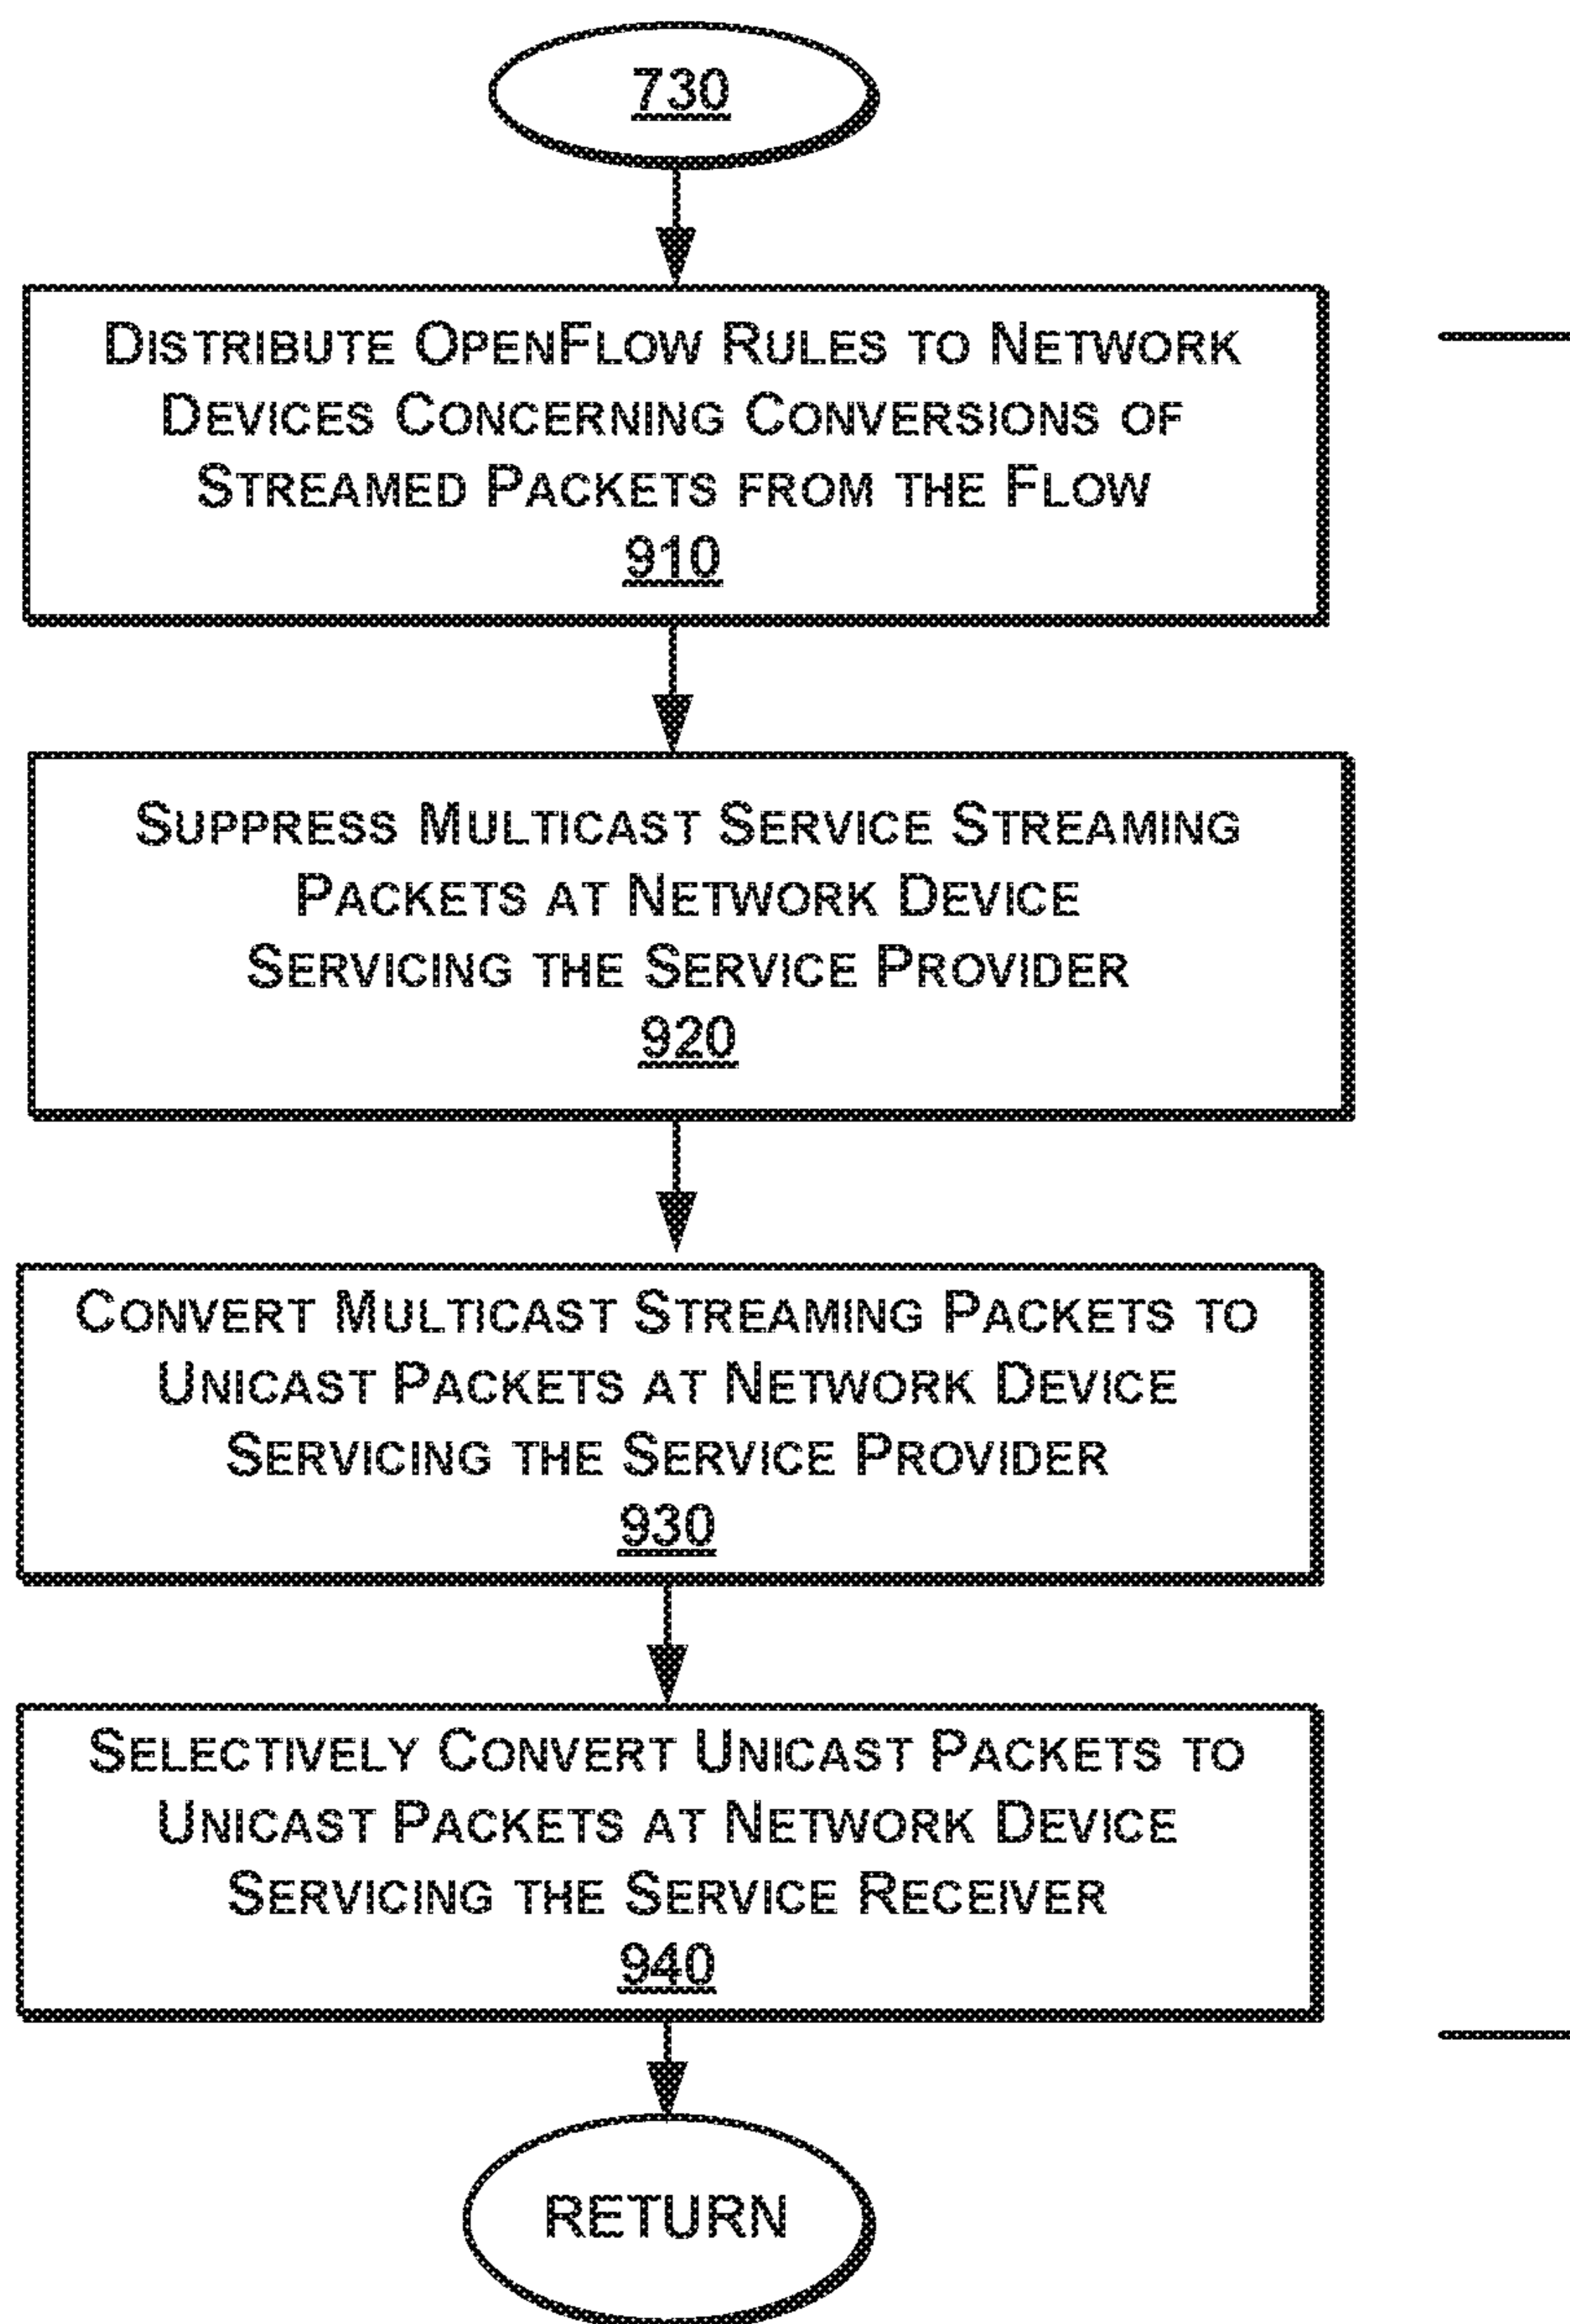 730
DISTRIBUTE OPENFLOW RULES TO NETWORK
DEVICES CONCERNING CONVERSIONS OF
STREAMED PACKETS FROM THE FLOW
910
SUPPRESS MULTICAST SERVICE STREAMING
PACKETS AT NETWORK DEVICE
SERVICING THE SERVICE PROVIDER
920
CONVERT MULTICAST STREAMING PACKETS TO
UNICAST PACKETS AT NETWORK DEVICE
SERVICING THE SERVICE PROVIDER
930
SELECTIVELY CONVERT UNICAST PACKETS TO
UNICAST PACKETS AT NETWORK DEVICE
SERVICING THE SERVICE RECEIVER
940
RETURN